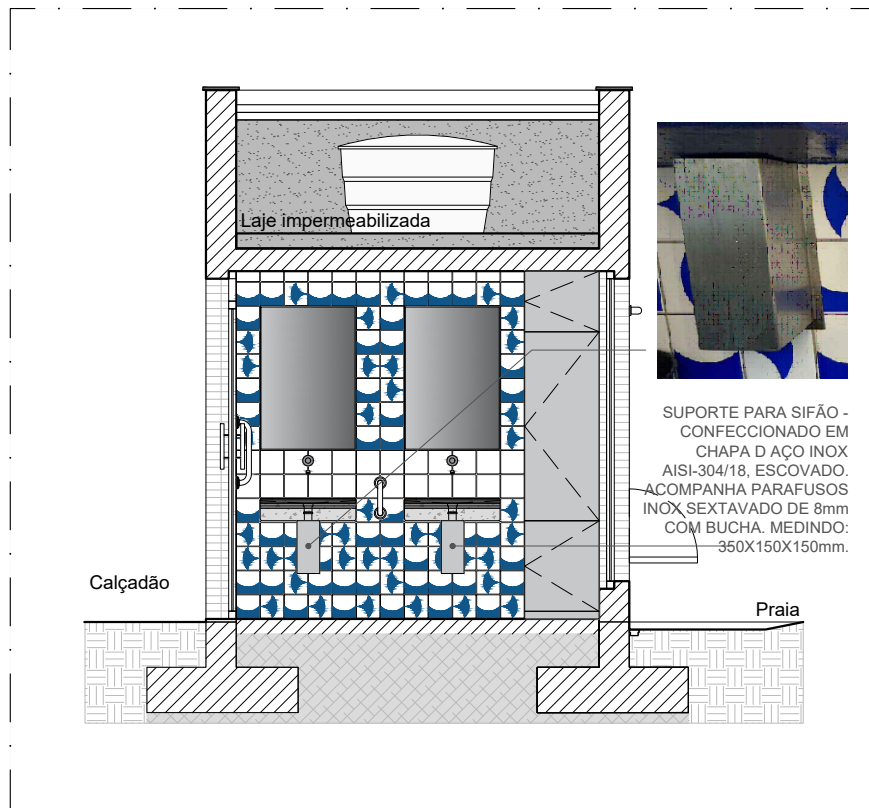 Laje impermeabilizada
SUPORTE PARA SIFÃO -
CONFECCIONADO EM
CHAPA D AÇO INOX
AISI-304/18, ESCOVADO.
ACOMPANHA PARAFUSOS
INOX SEXTAVADO DE 8mm
COM BUCHA. MEDINDO:
350X150X150mm.
Calçadão
Praia